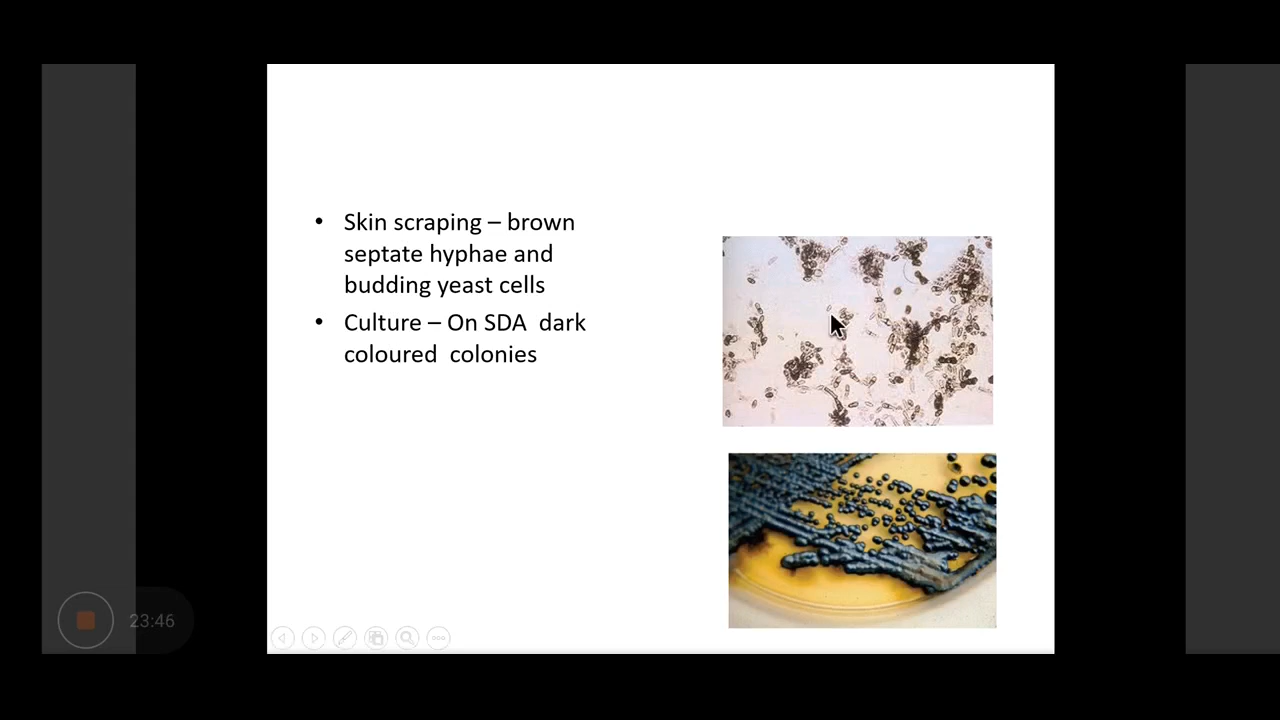 • Skin scraping – brown
septate hyphae and
budding yeast cells
• Culture – On SDA  dark
coloured  colonies
23:46